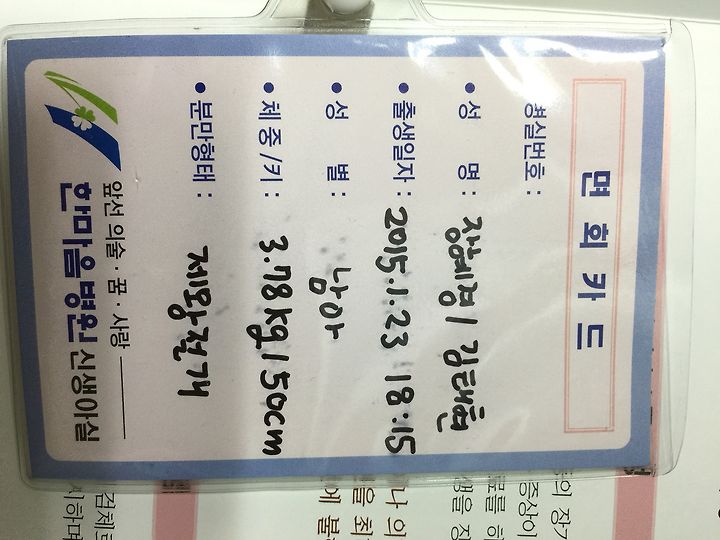 면회카드
병실번호 :
• 성 명 : 장예정 / 김태현
• 출생일자 : 2015.1.23 18:15
• 성 별 : 남아
• 체중/키 : 3.78kg / 50cm
• 분만형태 : 제왕절개
앞선 의술 · 꿈 · 사랑
한마음병원 신생아실